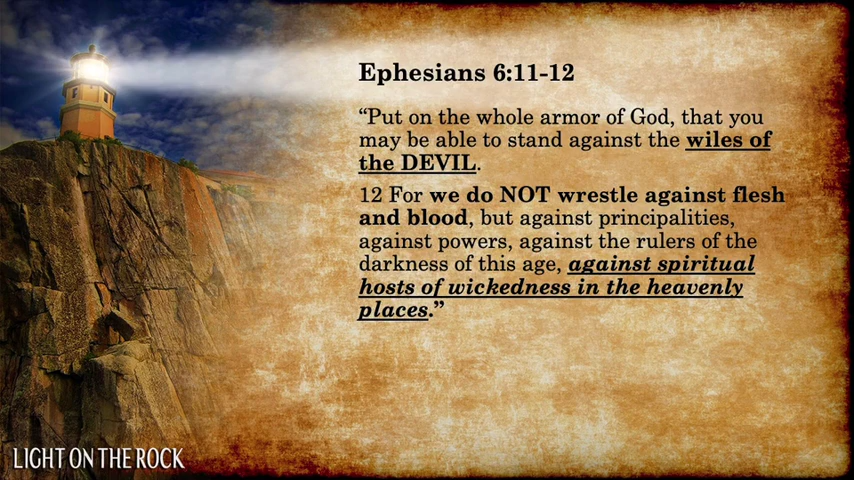 Ephesians 6:11-12
“Put on the whole armor of God, that you
may be able to stand against the wiles of
the DEVIL.
12 For we do NOT wrestle against flesh
and blood, but against principalities,
against powers, against the rulers of the
darkness of this age, against spiritual
hosts of wickedness in the heavenly
places.”
LIGHT ON THE ROCK